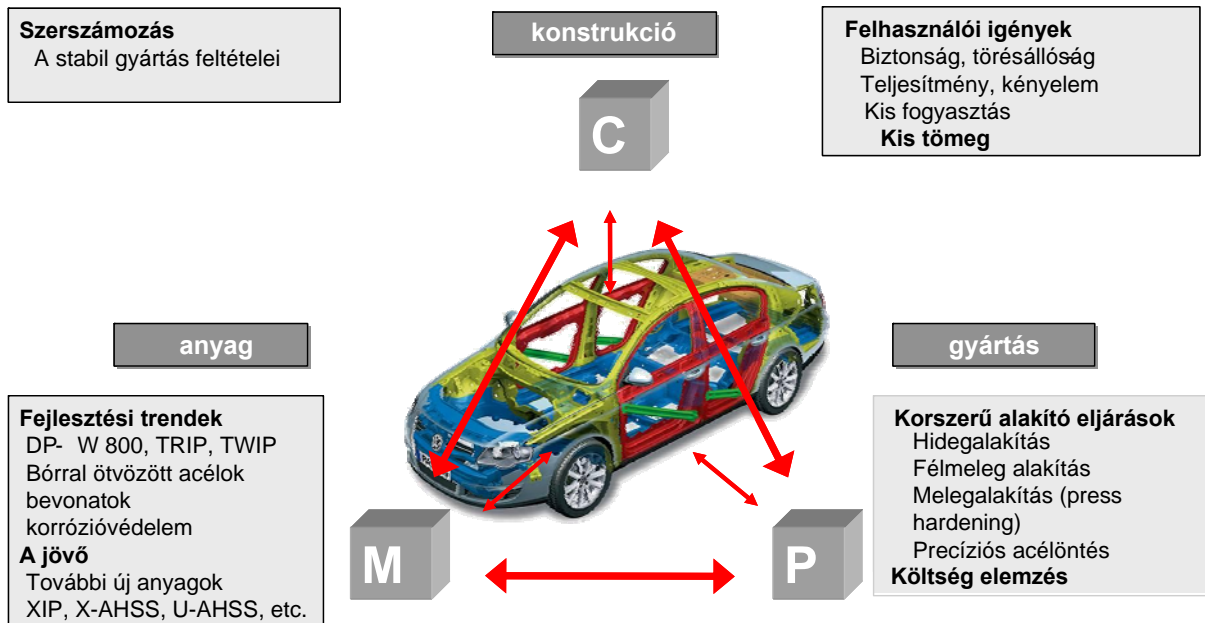 Szerszámozás
A stabil gyártás feltételei
konstrukció
Felhasználói igények
Biztonság, törésállóság
Teljesítmény, kényelem
Kis fogyasztás
Kis tömeg
C
anyag
gyártás
Fejlesztési trendek
DP- W 800, TRIP, TWIP
Bórral ötvözött acélok
bevonatok
korrózióvédelem
A jövő
További új anyagok
XIP, X-AHSS, U-AHSS, etc.
M
P
Korszerű alakító eljárások
Hidegalakítás
Félmeleg alakítás
Melegalakítás (press
hardening)
Precíziós acélöntés
Költség elemzés